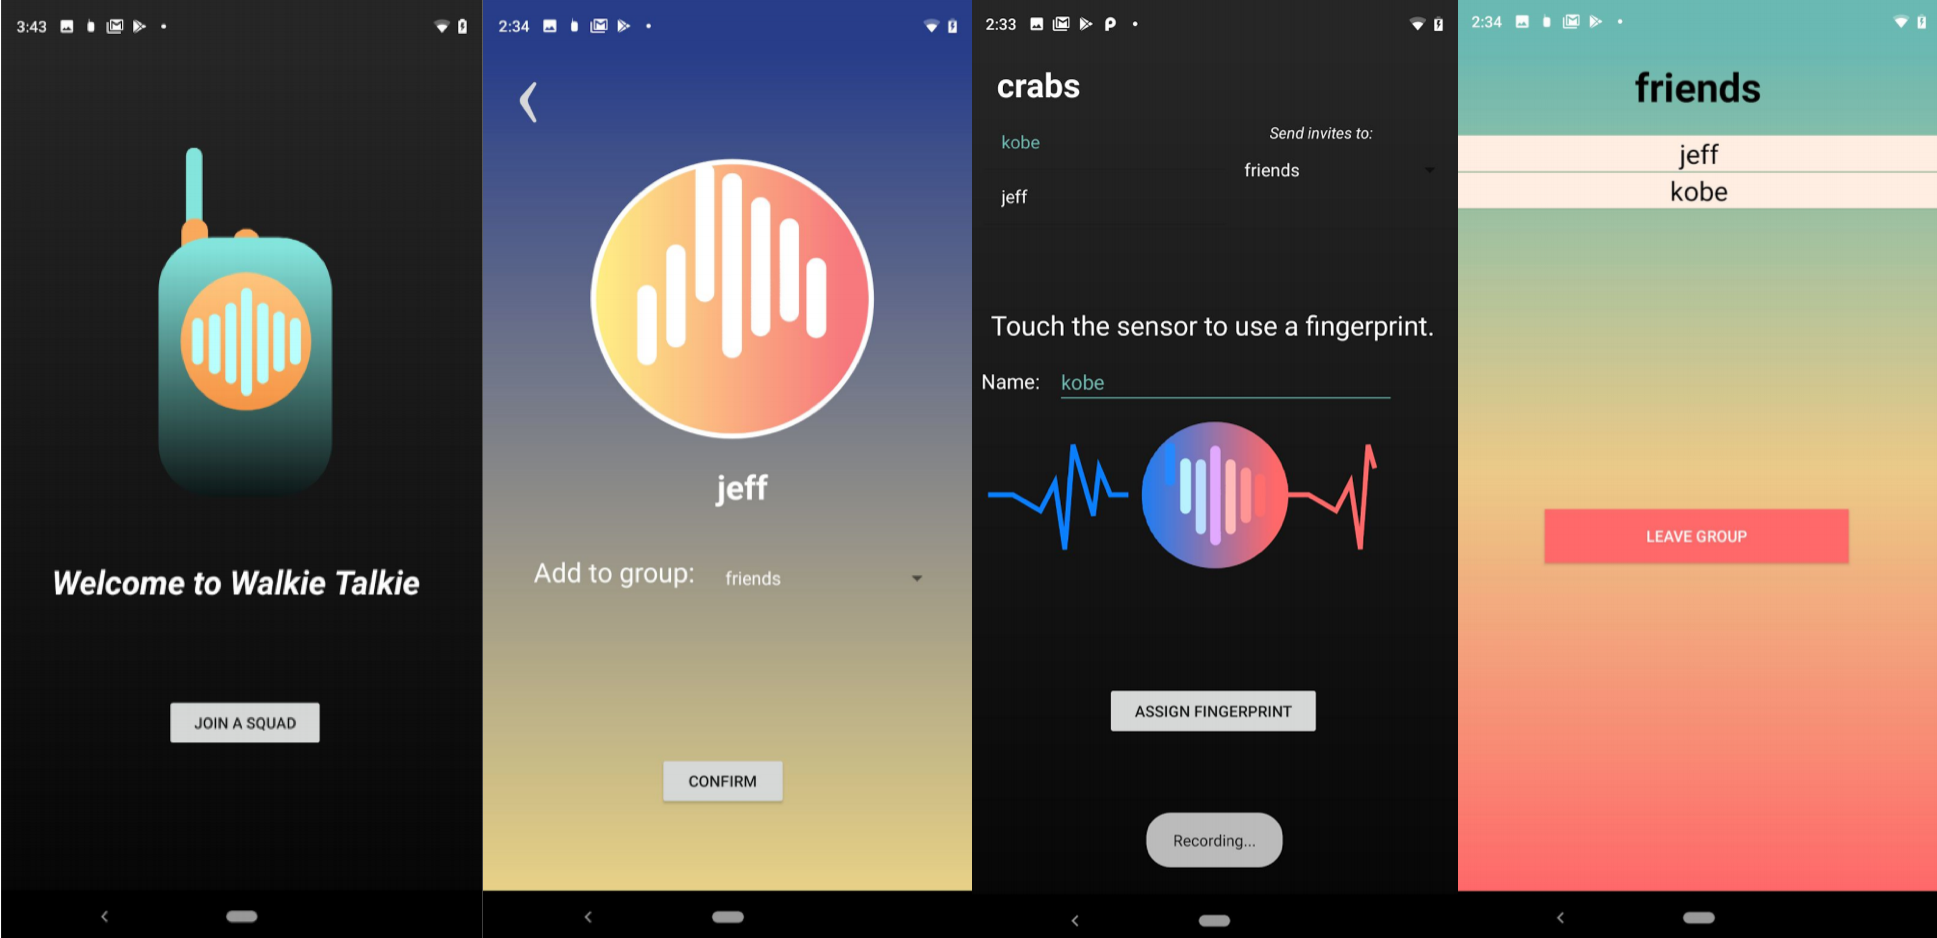 3:43
Welcome to Walkie Talkie
JOIN A SQUAD
2:34
jeff
Add to group: friends
CONFIRM
2:33
crabs
kobe
Send invites to:
friends
jeff
Touch the sensor to use a fingerprint.
Name: kobe
ASSIGN FINGERPRINT
Recording...
2:34
friends
jeff
kobe
LEAVE GROUP